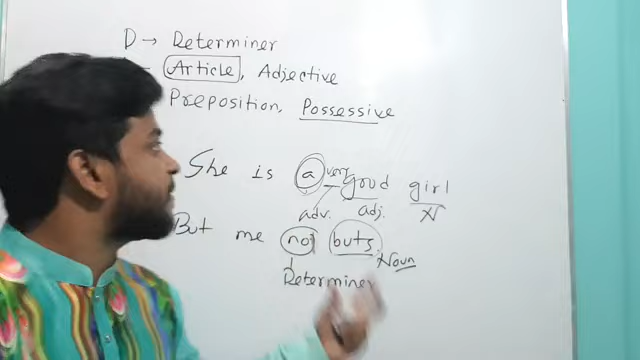 D → Determiner
Article, Adjective
Preposition, Possessive
She is a very good girl
adv. adj. N
But me no buts.
Noun
Determiner